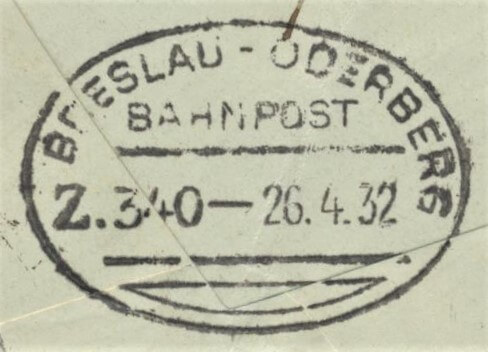 BRESLAU - ODERBERG
BAHNPOST
Z.340—26.4.32